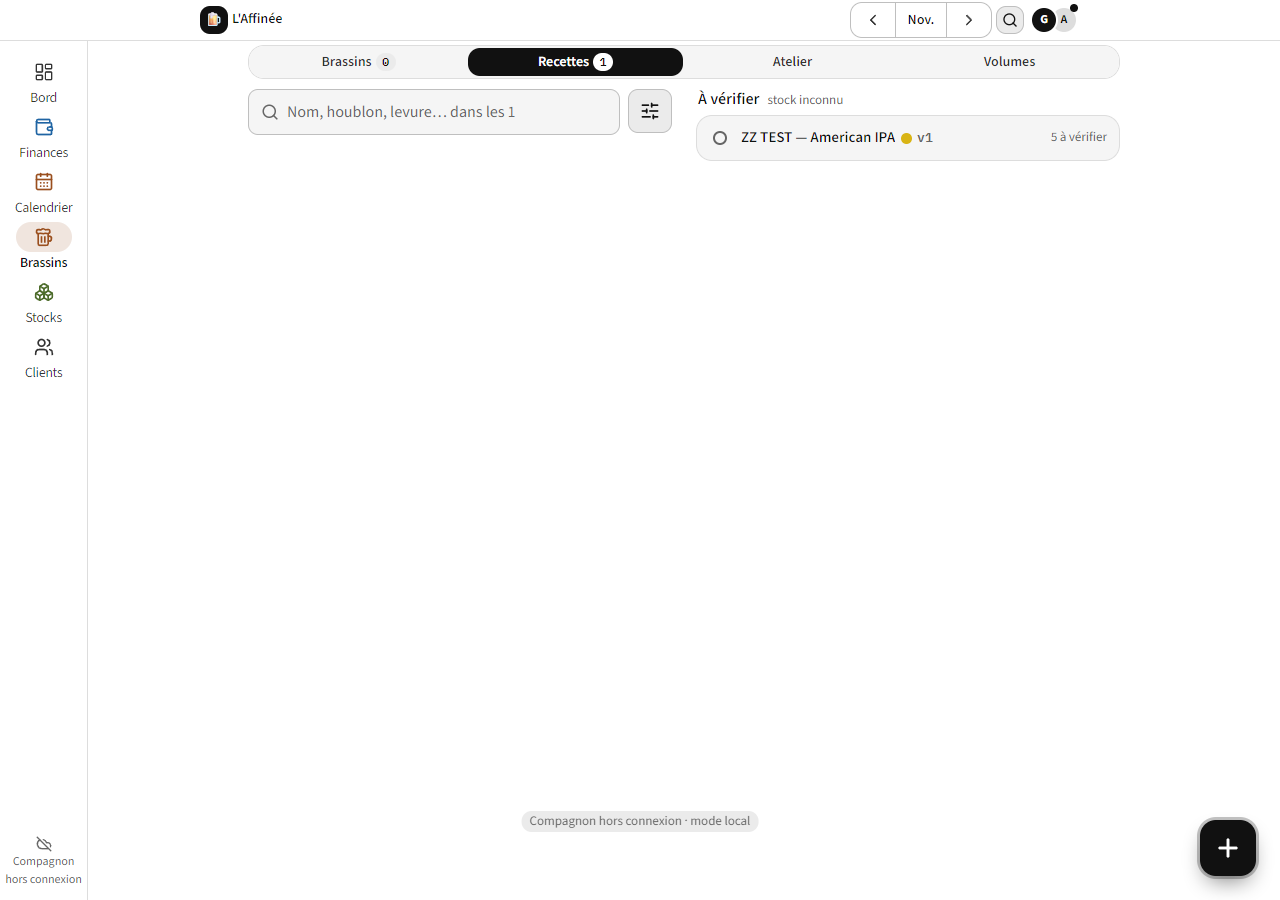 L'Affinée
Nov.
G
A
Bord
Finances
Calendrier
Brassins
Stocks
Clients
Compagnon
hors connexion
Brassins 0
Recettes 1
Atelier
Volumes
Nom, houblon, levure… dans les 1
À vérifier stock inconnu
ZZ TEST — American IPA v1
5 à vérifier
Compagnon hors connexion · mode local